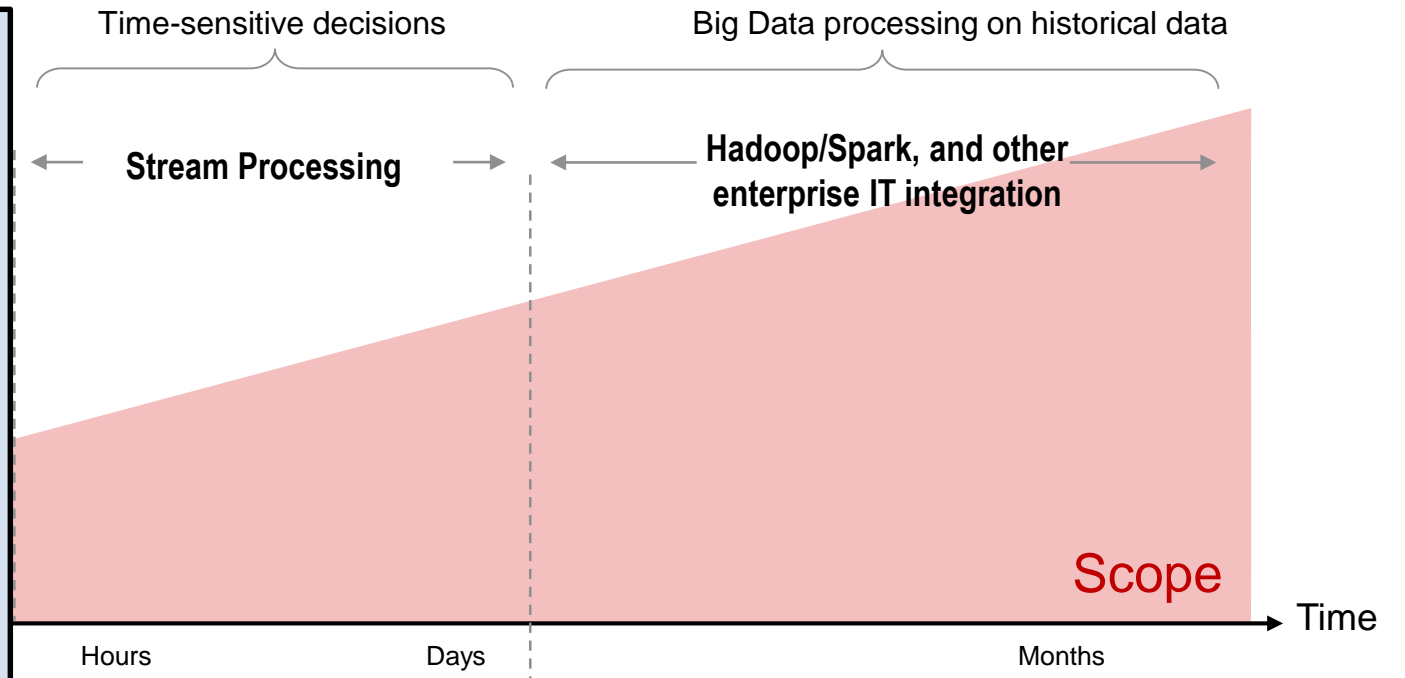 Time-sensitive decisions
Big Data processing on historical data
Stream Processing
Hadoop/Spark, and other
enterprise IT integration
Scope
Time
Hours
Days
Months